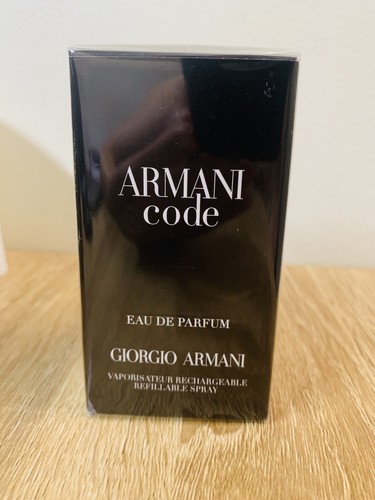 ARMANI
code
EAU DE PARFUM
GIORGIO ARMANI
VAPORISATEUR RECHARGEABLE
REFILLABLE SPRAY